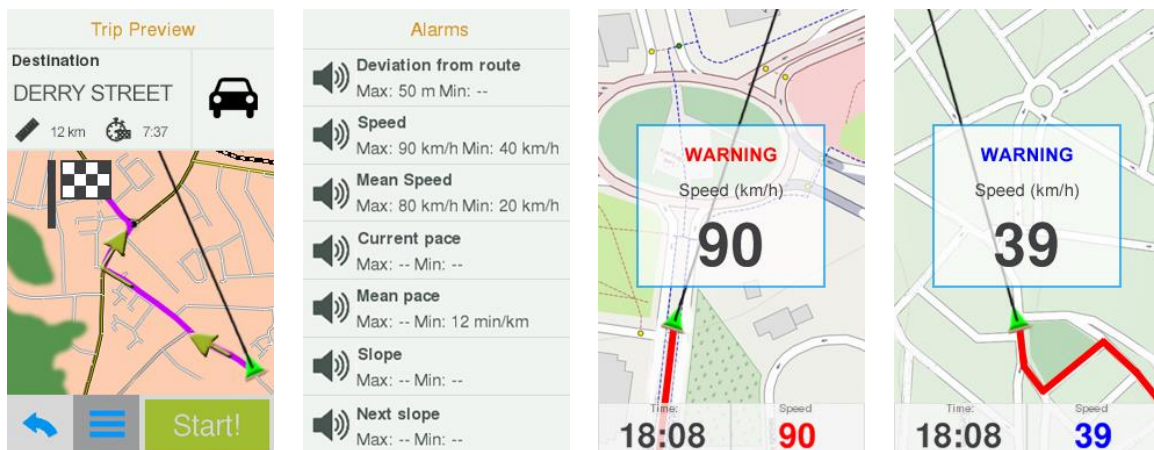 Trip Preview
Destination
DERRY STREET
12 km 7:37
Start!
Alarms
Deviation from route
Max: 50 m Min: --
Speed
Max: 90 km/h Min: 40 km/h
Mean Speed
Max: 80 km/h Min: 20 km/h
Current pace
Max: -- Min: --
Mean pace
Max: -- Min: 12 min/km
Slope
Max: -- Min: --
Next slope
Max: -- Min: --
WARNING
Speed (km/h)
90
Time: Speed
18:08 90
WARNING
Speed (km/h)
39
Time: Speed
18:08 39